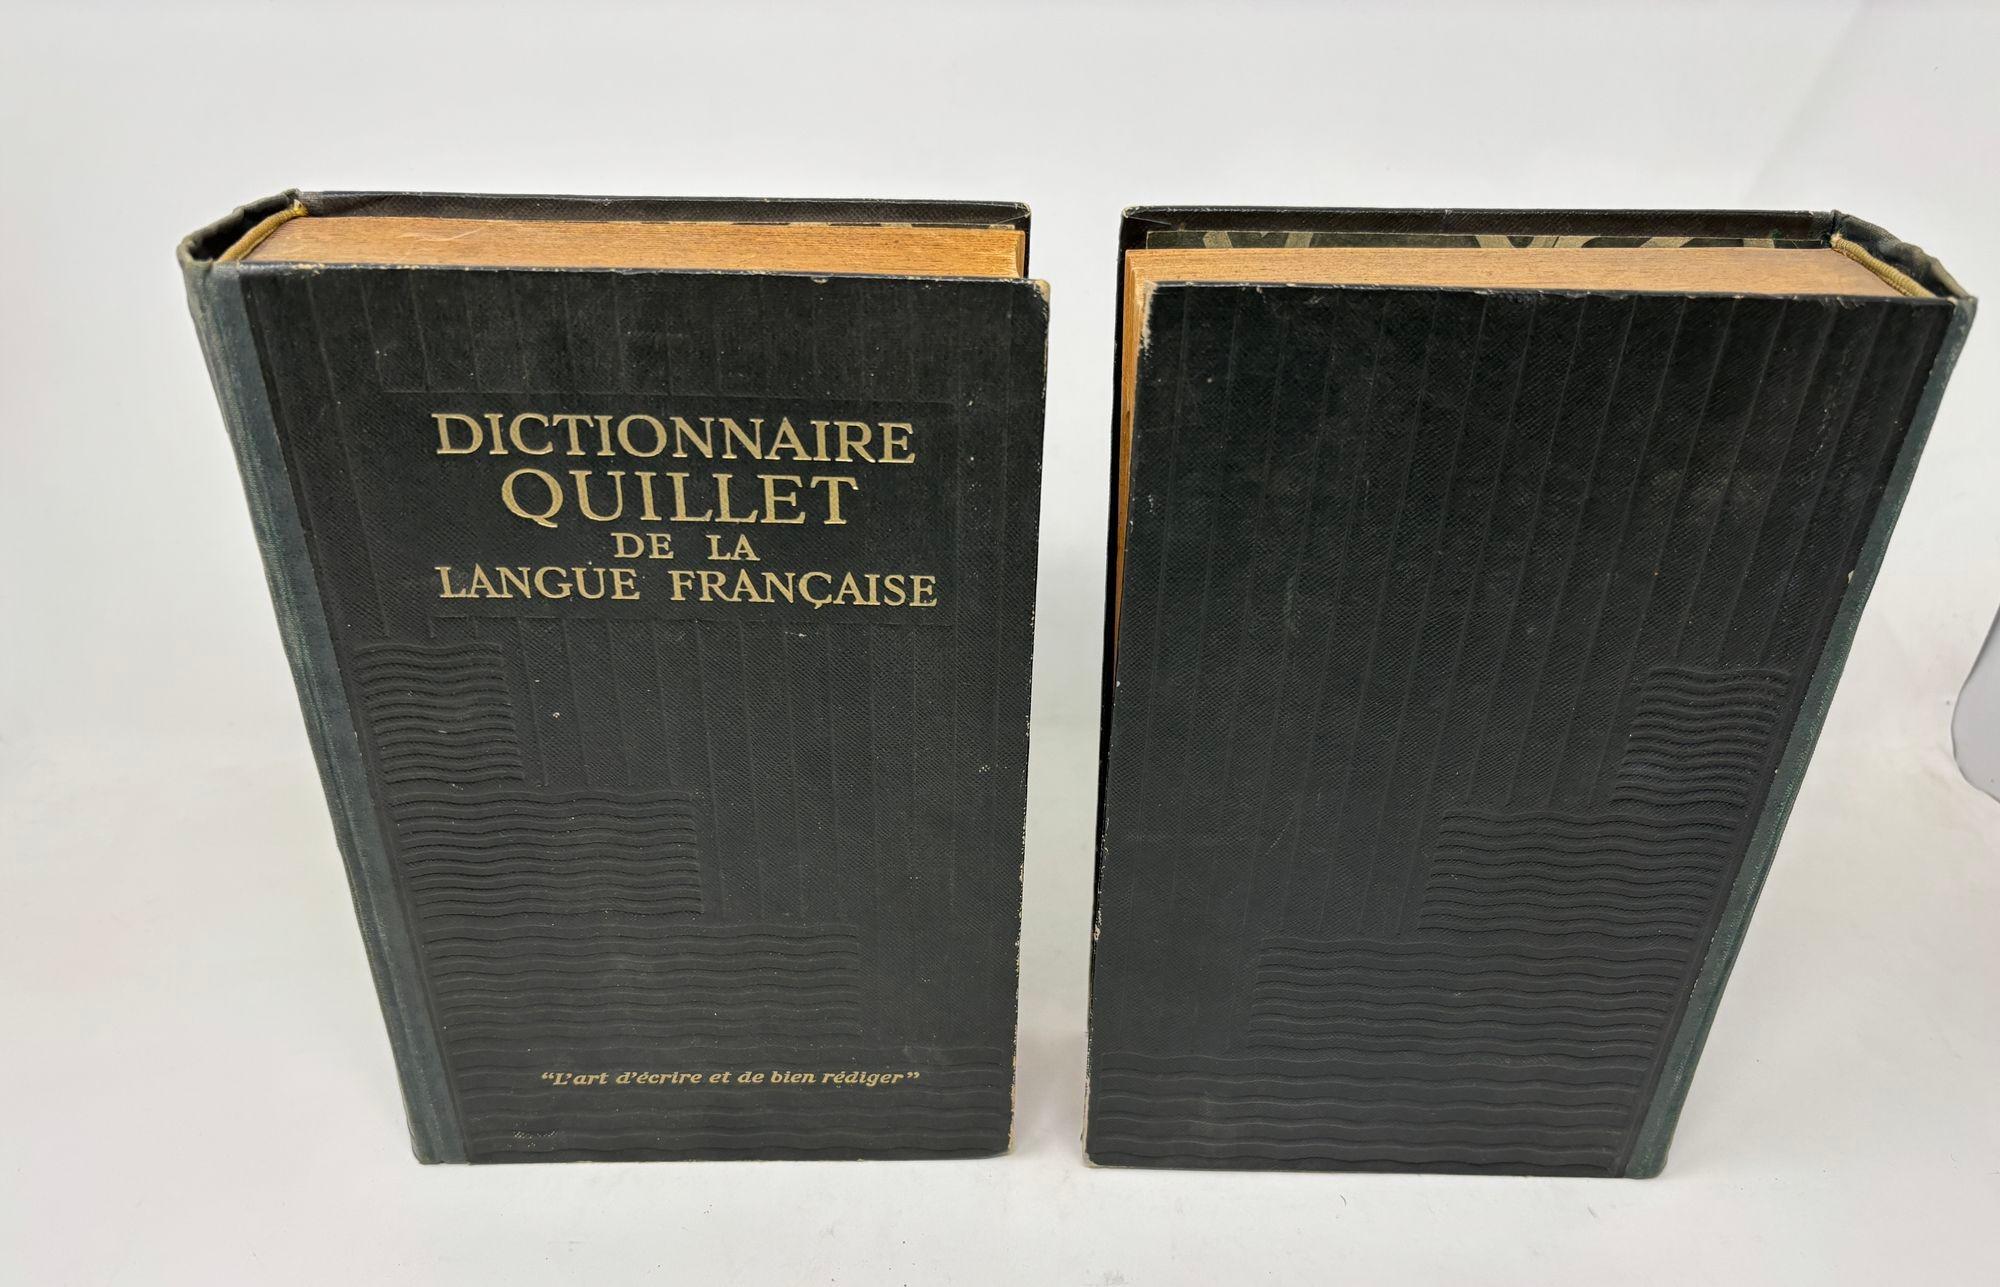 DICTIONNAIRE
QUILLET
DE LA
LANGUE FRANÇAISE
“L’art d’écrire et de bien rédiger”